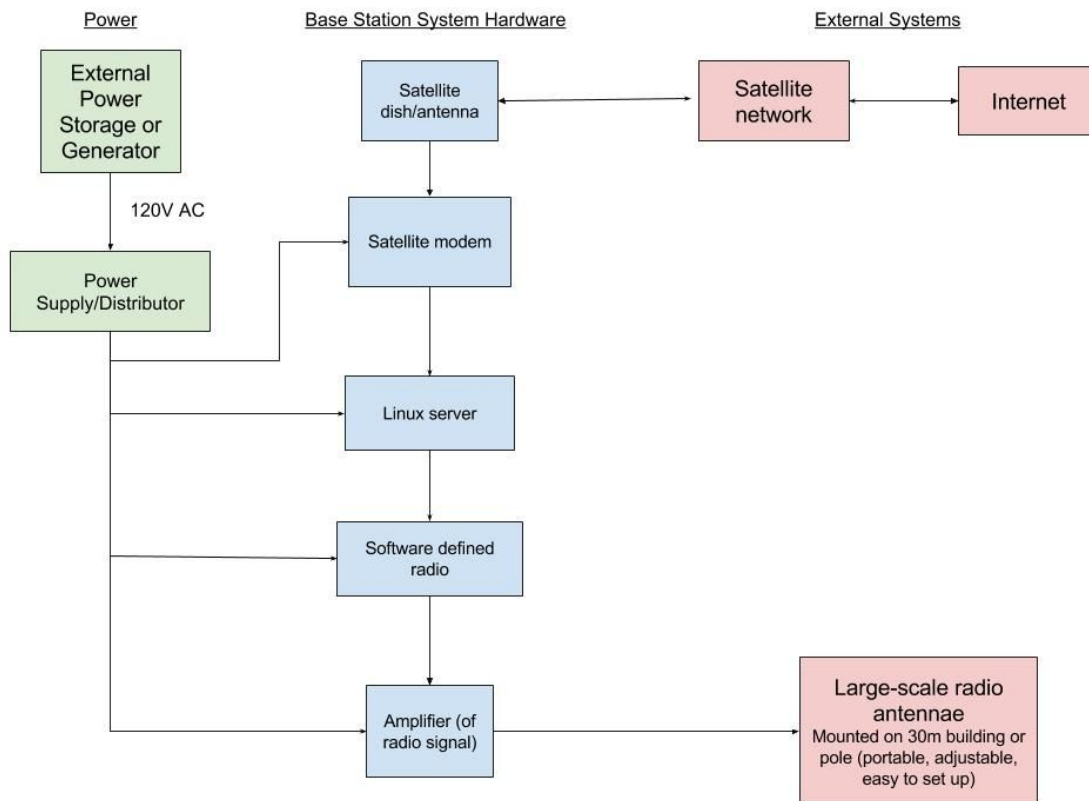 Power
Base Station System Hardware
External Systems
External
Power
Storage or
Generator
Satellite
dish/antenna
Satellite
network
Internet
120V AC
Satellite modem
Power
Supply/Distributor
Linux server
Software defined
radio
Amplifier (of
radio signal)
Large-scale radio
antennae
Mounted on 30m building or
pole (portable, adjustable,
easy to set up)